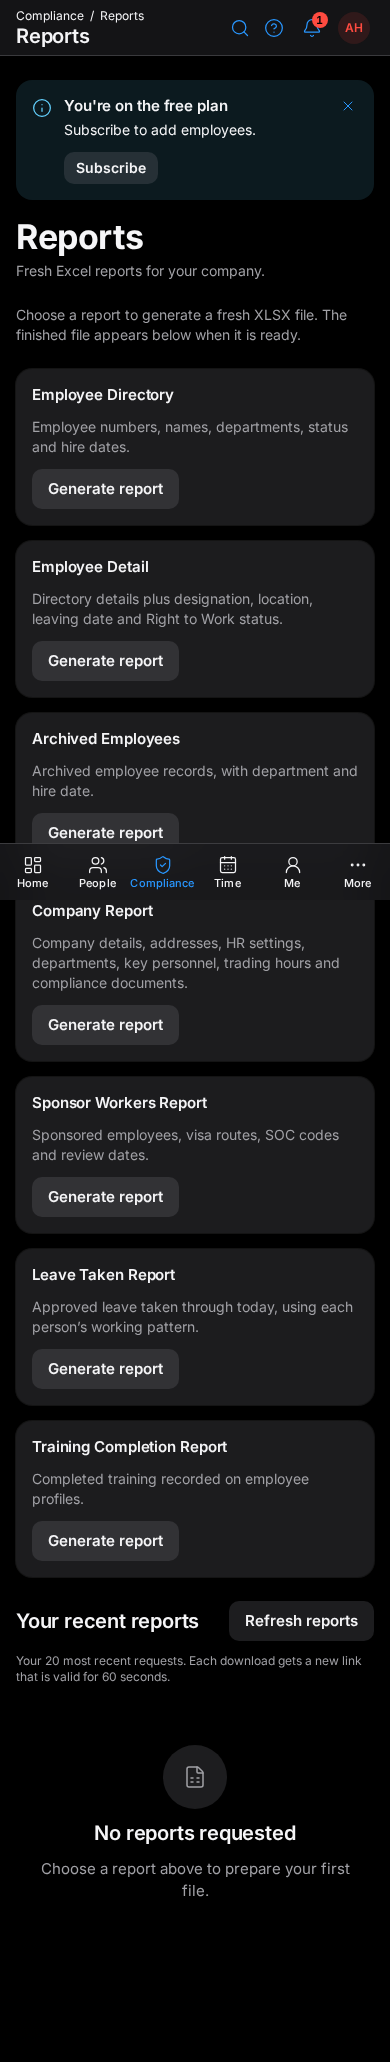 Compliance / Reports
Reports
1
AH
You're on the free plan
Subscribe to add employees.
Subscribe
Reports
Fresh Excel reports for your company.
Choose a report to generate a fresh XLSX file. The
finished file appears below when it is ready.
Employee Directory
Employee numbers, names, departments, status
and hire dates.
Generate report
Employee Detail
Directory details plus designation, location,
leaving date and Right to Work status.
Generate report
Archived Employees
Archived employee records, with department and
hire date.
Generate report
Home People Compliance Time Me More
Company Report
Company details, addresses, HR settings,
departments, key personnel, trading hours and
compliance documents.
Generate report
Sponsor Workers Report
Sponsored employees, visa routes, SOC codes
and review dates.
Generate report
Leave Taken Report
Approved leave taken through today, using each
person’s working pattern.
Generate report
Training Completion Report
Completed training recorded on employee
profiles.
Generate report
Your recent reports
Refresh reports
Your 20 most recent requests. Each download gets a new link
that is valid for 60 seconds.
No reports requested
Choose a report above to prepare your first
file.